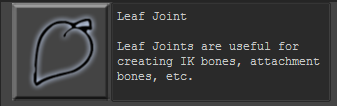 Leaf Joint
Leaf Joints are useful for
creating IK bones, attachment
bones, etc.